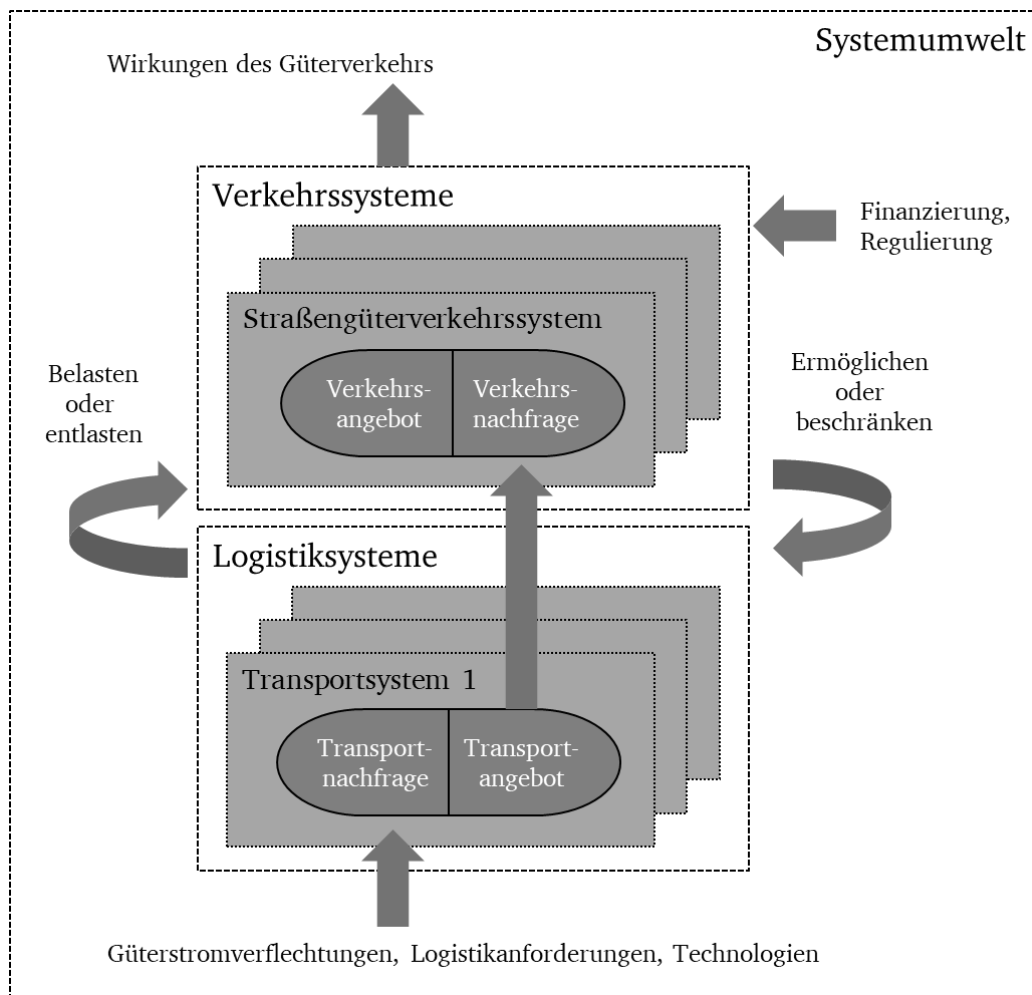 Systemumwelt
Wirkungen des Güterverkehrs
Verkehrssysteme
Finanzierung,
Regulierung
Straßengüterverkehrssystem
Verkehrs-
angebot
Verkehrs-
nachfrage
Belasten
oder
entlasten
Ermöglichen
oder
beschränken
Logistiksysteme
Transportsystem 1
Transport-
nachfrage
Transport-
angebot
Güterstromverflechtungen, Logistikanforderungen, Technologien